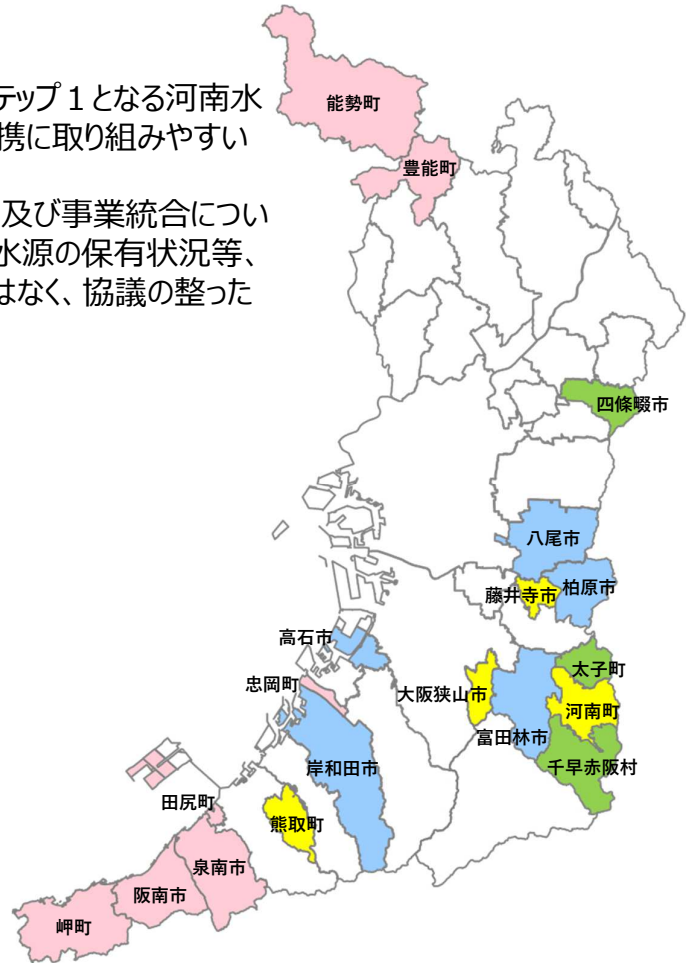 テップ１となる河南水
携に取り組みやすい
及び事業統合につい
水源の保有状況等、
はなく、協議の整った
能勢町
豊能町
四條畷市
八尾市
藤井寺市
柏原市
高石市
太子町
忠岡町
大阪狭山市
河南町
富田林市
千早赤阪村
岸和田市
田尻町
熊取町
泉南市
阪南市
岬町